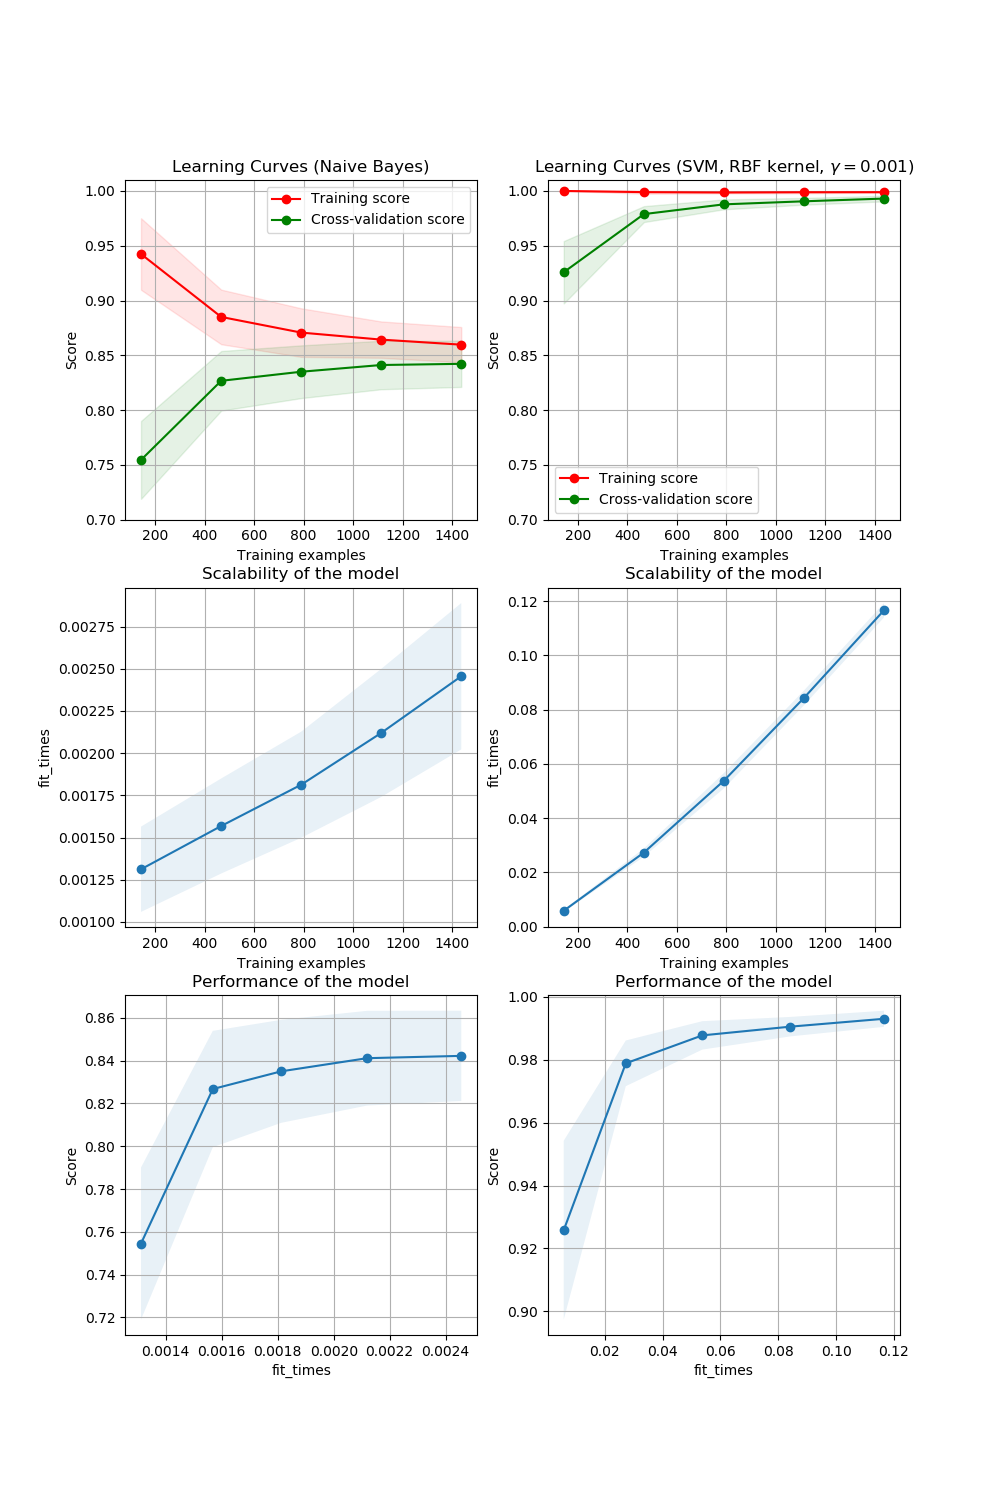 Learning Curves (Naive Bayes)
1.00
0.95
0.90
0.85
0.80
0.75
0.70
Score
Training score
Cross-validation score
200 400 600 800 1000 1200 1400
Training examples
Learning Curves (SVM, RBF kernel, γ = 0.001)
1.00
0.95
0.90
0.85
0.80
0.75
0.70
Score
Training score
Cross-validation score
200 400 600 800 1000 1200 1400
Training examples
Scalability of the model
0.00275
0.00250
0.00225
0.00200
0.00175
0.00150
0.00125
0.00100
fit_times
200 400 600 800 1000 1200 1400
Training examples
Scalability of the model
0.12
0.10
0.08
0.06
0.04
0.02
0.00
fit_times
200 400 600 800 1000 1200 1400
Training examples
Performance of the model
0.86
0.84
0.82
0.80
0.78
0.76
0.74
0.72
Score
0.0014 0.0016 0.0018 0.0020 0.0022 0.0024
fit_times
Performance of the model
1.00
0.98
0.96
0.94
0.92
0.90
Score
0.02 0.04 0.06 0.08 0.10 0.12
fit_times